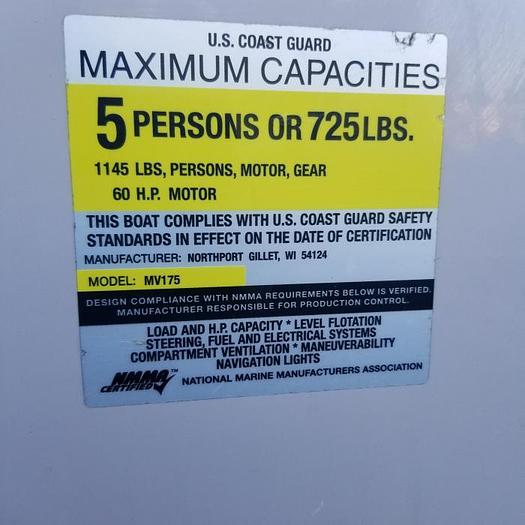 U.S. COAST GUARD
MAXIMUM CAPACITIES
5 PERSONS OR 725 LBS.
1145 LBS, PERSONS, MOTOR, GEAR
60 H.P. MOTOR
THIS BOAT COMPLIES WITH U.S. COAST GUARD SAFETY
STANDARDS IN EFFECT ON THE DATE OF CERTIFICATION
MANUFACTURER: NORTHPORT GILLET, WI 54124
MODEL: MV175
DESIGN COMPLIANCE WITH NMMA REQUIREMENTS BELOW IS VERIFIED.
MANUFACTURER RESPONSIBLE FOR PRODUCTION CONTROL.
LOAD AND H.P. CAPACITY * LEVEL FLOTATION
STEERING, FUEL AND ELECTRICAL SYSTEMS
COMPARTMENT VENTILATION * MANEUVERABILITY
NAVIGATION LIGHTS
NMMA™
CERTIFIED
NATIONAL MARINE MANUFACTURERS ASSOCIATION